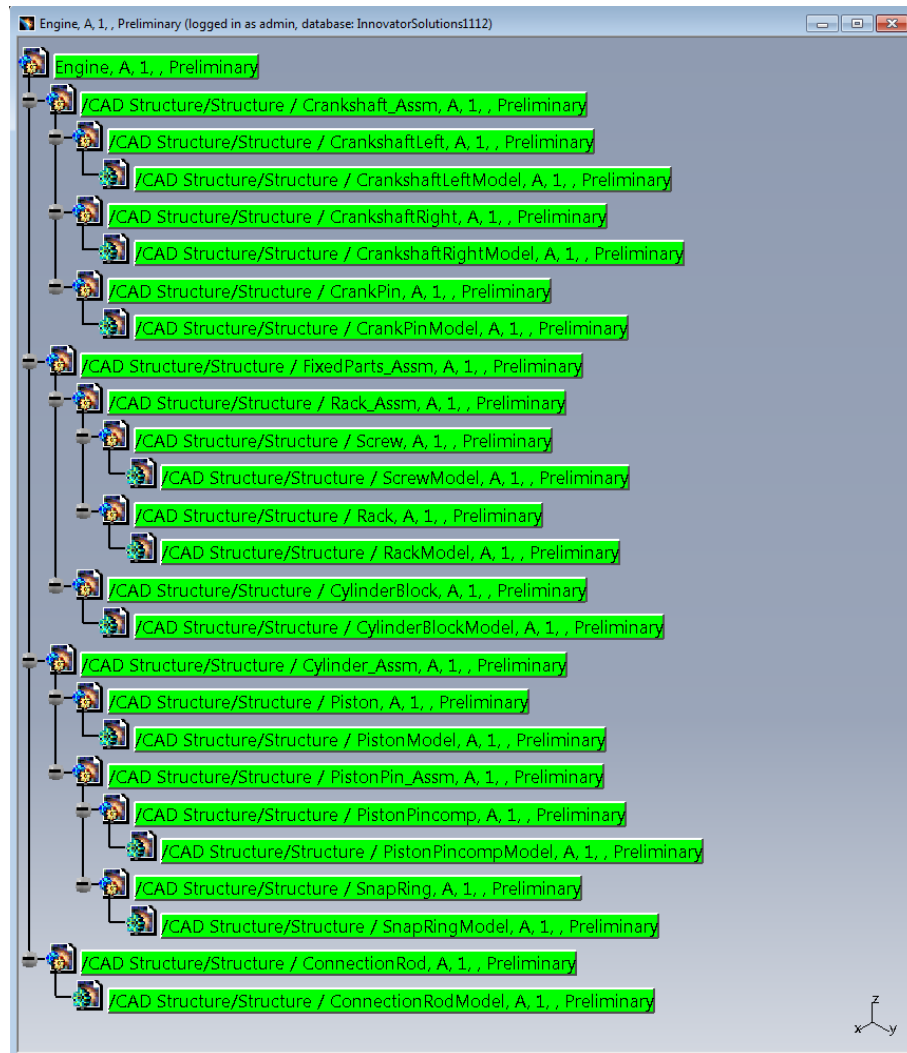 Engine, A, 1, , Preliminary (logged in as admin, database: InnovatorSolutions1112)
Engine, A, 1, , Preliminary
/CAD Structure/Structure / Crankshaft_Assm, A, 1, , Preliminary
/CAD Structure/Structure / CrankshaftLeft, A, 1, , Preliminary
/CAD Structure/Structure / CrankshaftLeftModel, A, 1, , Preliminary
/CAD Structure/Structure / CrankshaftRight, A, 1, , Preliminary
/CAD Structure/Structure / CrankshaftRightModel, A, 1, , Preliminary
/CAD Structure/Structure / CrankPin, A, 1, , Preliminary
/CAD Structure/Structure / CrankPinModel, A, 1, , Preliminary
/CAD Structure/Structure / FixedParts_Assm, A, 1, , Preliminary
/CAD Structure/Structure / Rack_Assm, A, 1, , Preliminary
/CAD Structure/Structure / Screw, A, 1, , Preliminary
/CAD Structure/Structure / ScrewModel, A, 1, , Preliminary
/CAD Structure/Structure / Rack, A, 1, , Preliminary
/CAD Structure/Structure / RackModel, A, 1, , Preliminary
/CAD Structure/Structure / CylinderBlock, A, 1, , Preliminary
/CAD Structure/Structure / CylinderBlockModel, A, 1, , Preliminary
/CAD Structure/Structure / Cylinder_Assm, A, 1, , Preliminary
/CAD Structure/Structure / Piston, A, 1, , Preliminary
/CAD Structure/Structure / PistonModel, A, 1, , Preliminary
/CAD Structure/Structure / PistonPin_Assm, A, 1, , Preliminary
/CAD Structure/Structure / PistonPincomp, A, 1, , Preliminary
/CAD Structure/Structure / PistonPincompModel, A, 1, , Preliminary
/CAD Structure/Structure / SnapRing, A, 1, , Preliminary
/CAD Structure/Structure / SnapRingModel, A, 1, , Preliminary
/CAD Structure/Structure / ConnectionRod, A, 1, , Preliminary
/CAD Structure/Structure / ConnectionRodModel, A, 1, , Preliminary
z
x y